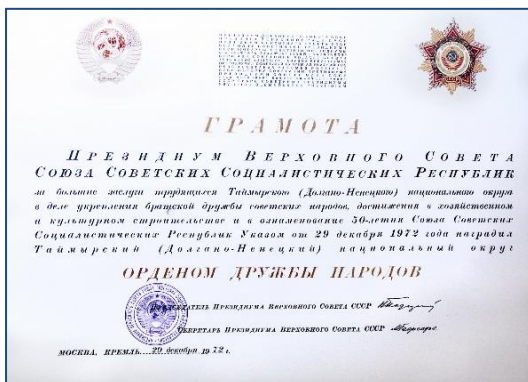 ГРАМОТА
ПРЕЗИДИУМ ВЕРХОВНОГО СОВЕТА
СОЮЗА СОВЕТСКИХ СОЦИАЛИСТИЧЕСКИХ РЕСПУБЛИК
за большие заслуги трудящихся Таймырского (Долгано-Ненецкого) национального округа
в деле укрепления братской дружбы советских народов, достижения в хозяйственном
и культурном строительстве и в ознаменование 50-летия Союза Советских
Социалистических Республик Указом от 29 декабря 1972 года наградил
Таймырский (Долгано-Ненецкий) национальный округ
ОРДЕНОМ ДРУЖБЫ НАРОДОВ
ПРЕДСЕДАТЕЛЬ ПРЕЗИДИУМА ВЕРХОВНОГО СОВЕТА СССР
СЕКРЕТАРЬ ПРЕЗИДИУМА ВЕРХОВНОГО СОВЕТА СССР
МОСКВА, КРЕМЛЬ 29 декабря 1972 г.